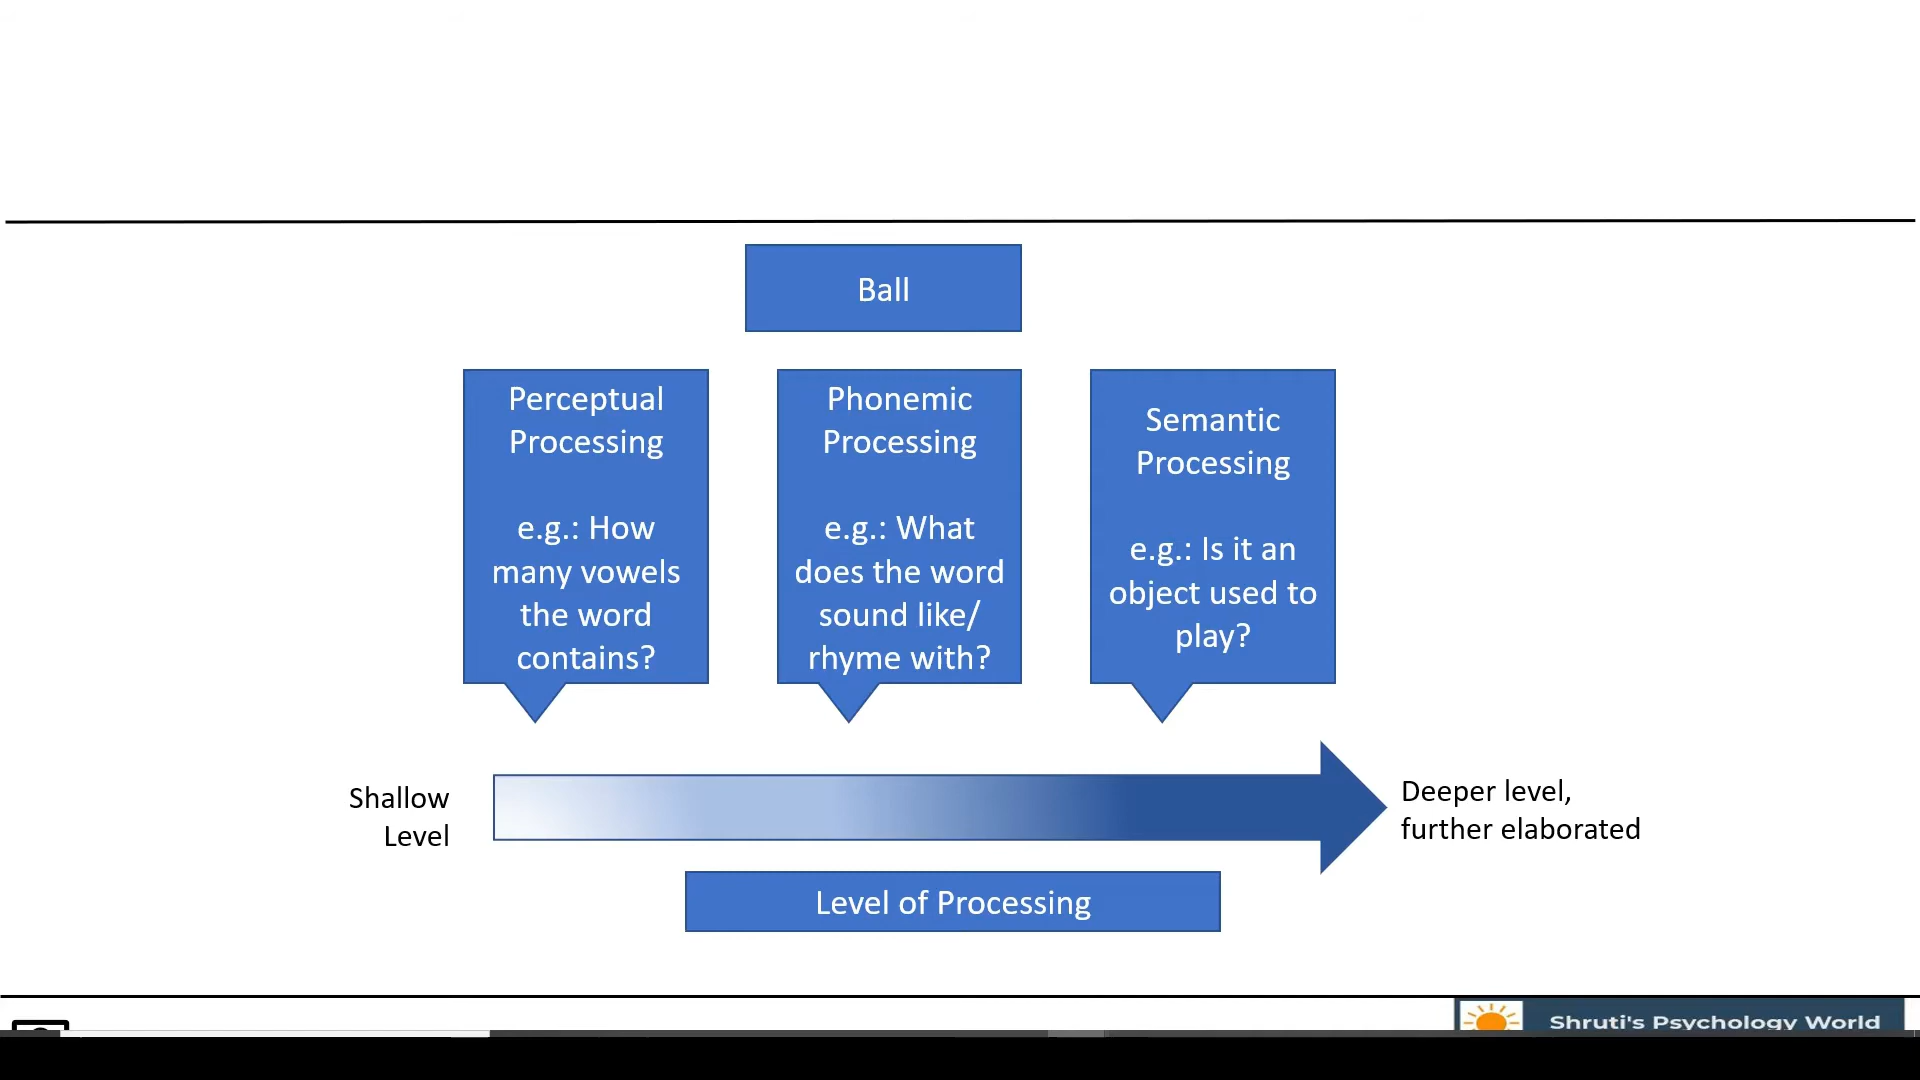 Ball
Perceptual
Processing
e.g.: How
many vowels
the word
contains?
Phonemic
Processing
e.g.: What
does the word
sound like/
rhyme with?
Semantic
Processing
e.g.: Is it an
object used to
play?
Shallow
Level
Deeper level,
further elaborated
Level of Processing
Shruti's Psychology World